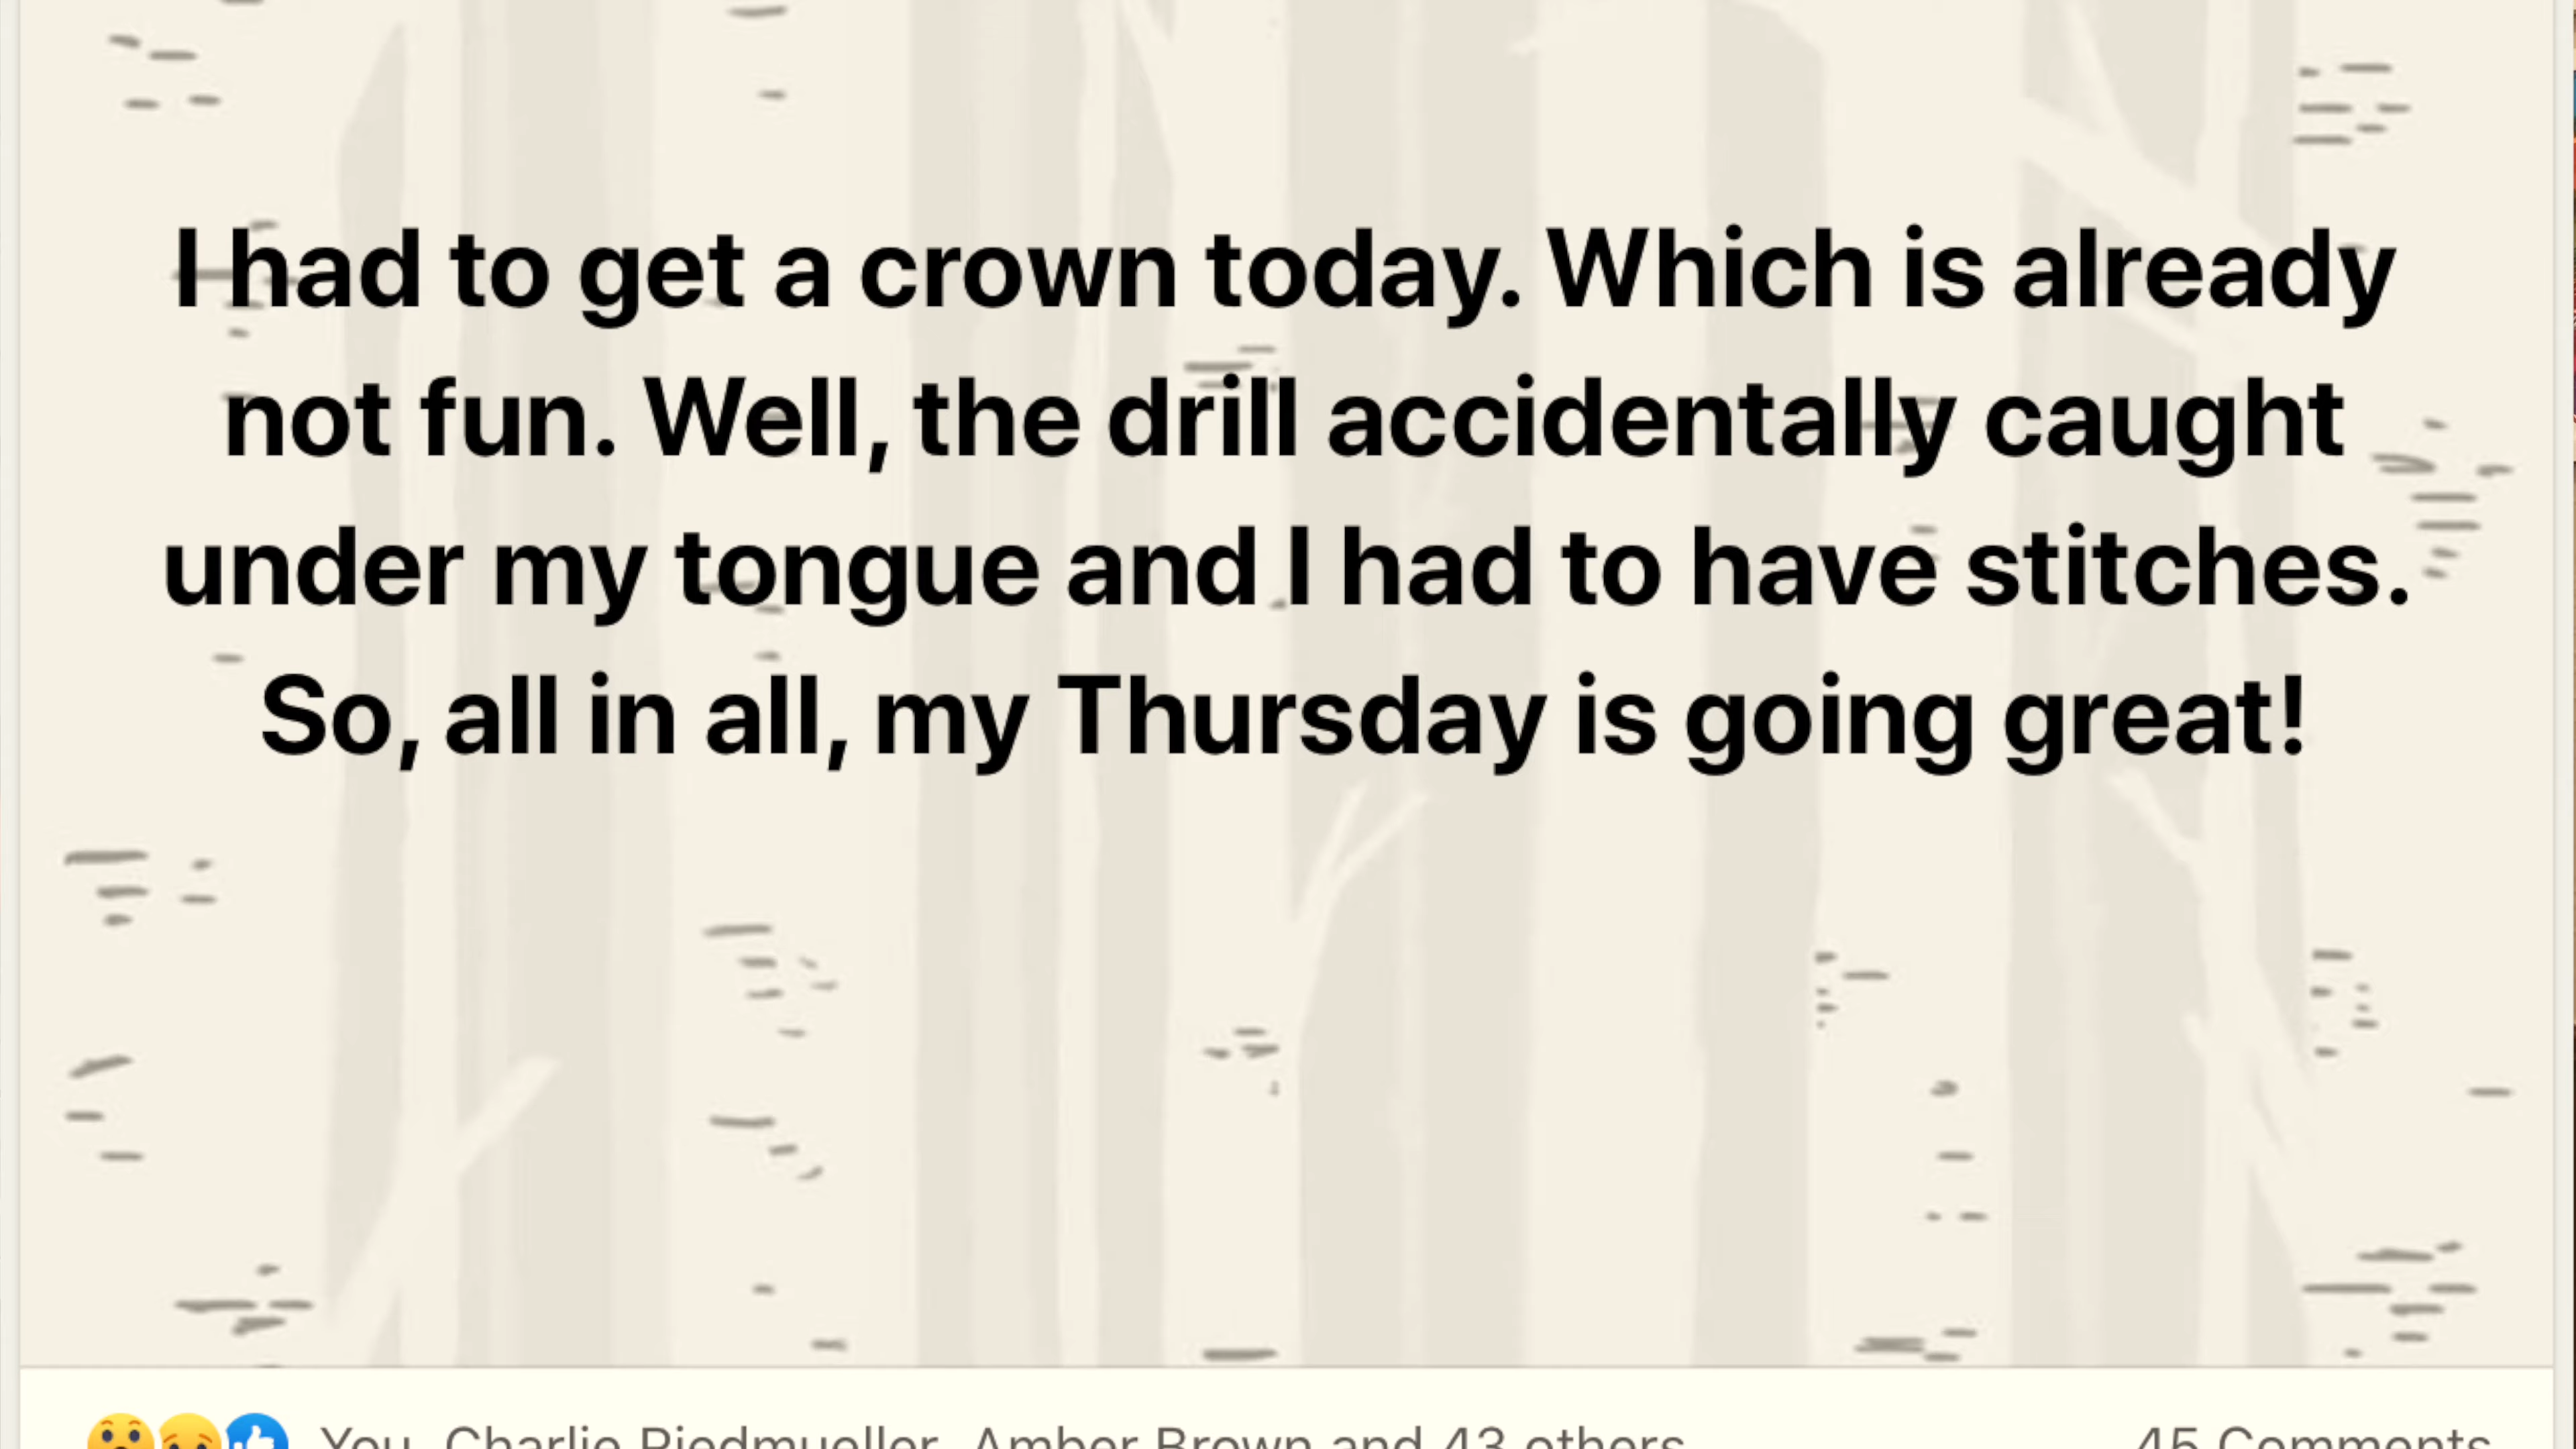 I had to get a crown today. Which is already
not fun. Well, the drill accidentally caught
under my tongue and I had to have stitches.
So, all in all, my Thursday is going great!
You, Charlie Riedmueller, Amber Brown and 43 others
45 Comments